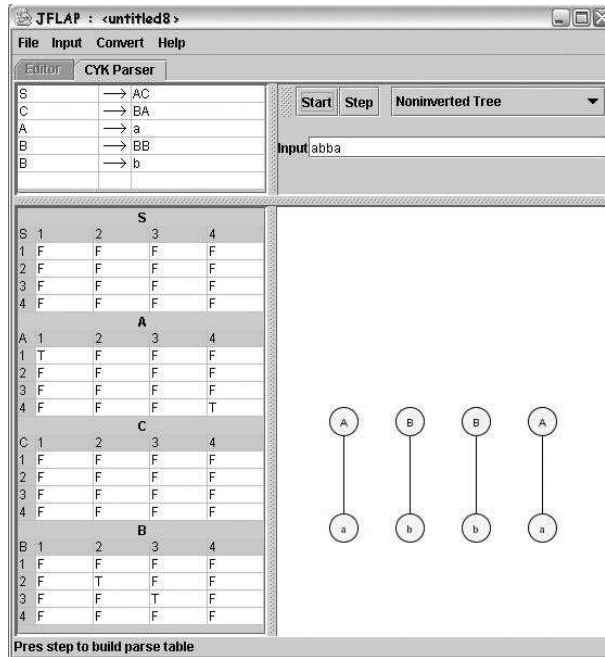 JFLAP : <untitled8>
File Input Convert Help
Editor CYK Parser
S → AC
C → BA
A → a
B → BB
B → b
Start Step Noninverted Tree
Input abba
S
S 1 2 3 4
1 F F F F
2 F F F F
3 F F F F
4 F F F F
A
A 1 2 3 4
1 T F F F
2 F F F F
3 F F F F
4 F F F T
C
C 1 2 3 4
1 F F F F
2 F F F F
3 F F F F
4 F F F F
B
B 1 2 3 4
1 F F F F
2 F T F F
3 F F T F
4 F F F F
A B B A
a b b a
Pres step to build parse table